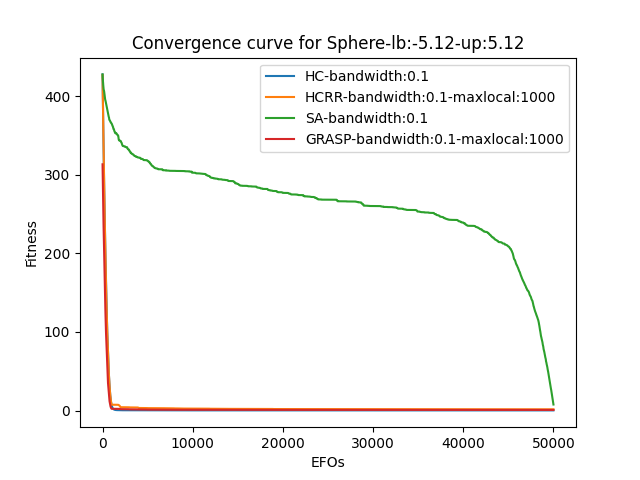 Convergence curve for Sphere-lb:-5.12-up:5.12
HC-bandwidth:0.1
HCRR-bandwidth:0.1-maxlocal:1000
SA-bandwidth:0.1
GRASP-bandwidth:0.1-maxlocal:1000
Fitness
400
300
200
100
0
0 10000 20000 30000 40000 50000
EFOs